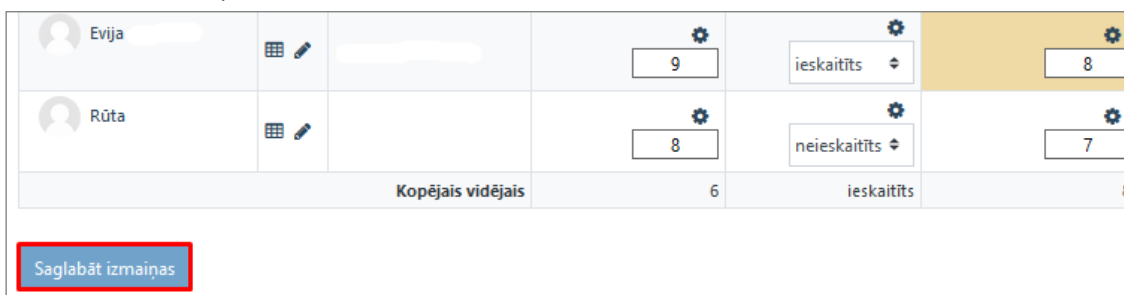 Evija
9 ieskaitīts 8
Rūta
8 neieskaitīts 7
Kopējais vidējais 6 ieskaitīts
Saglabāt izmaiņas